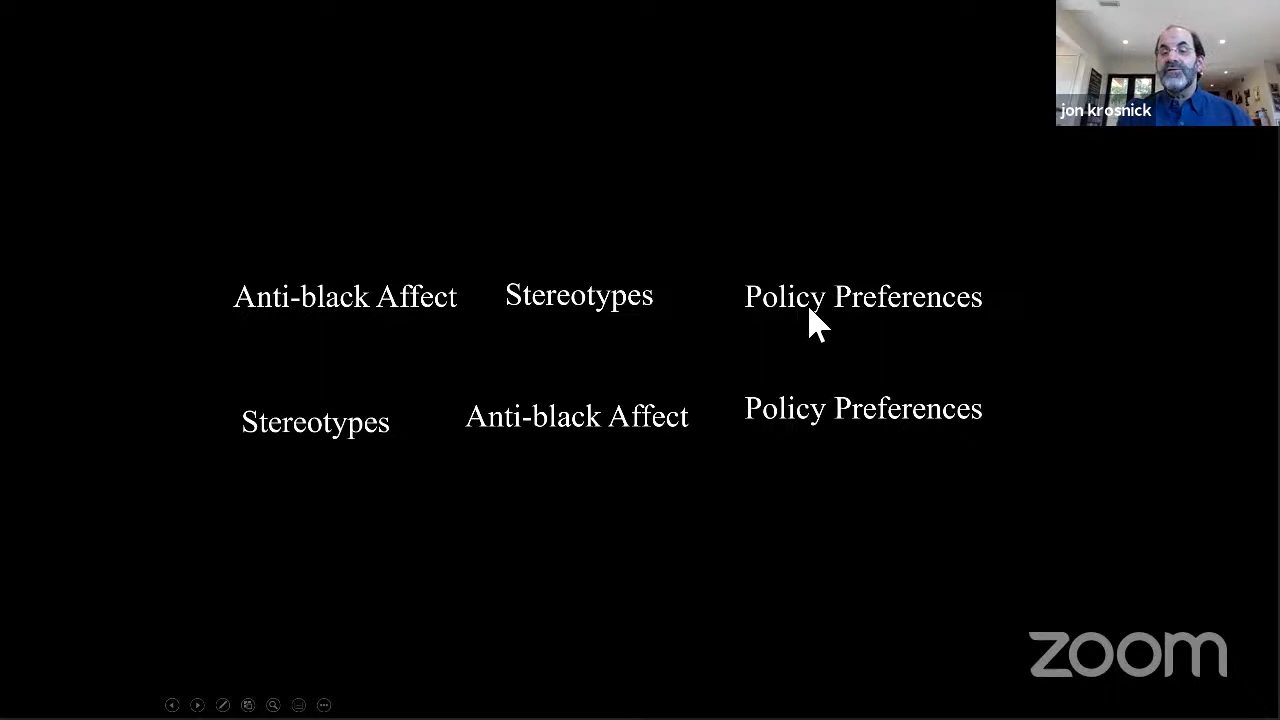 jon krosnick
Anti-black Affect Stereotypes Policy Preferences
Stereotypes Anti-black Affect Policy Preferences
zoom